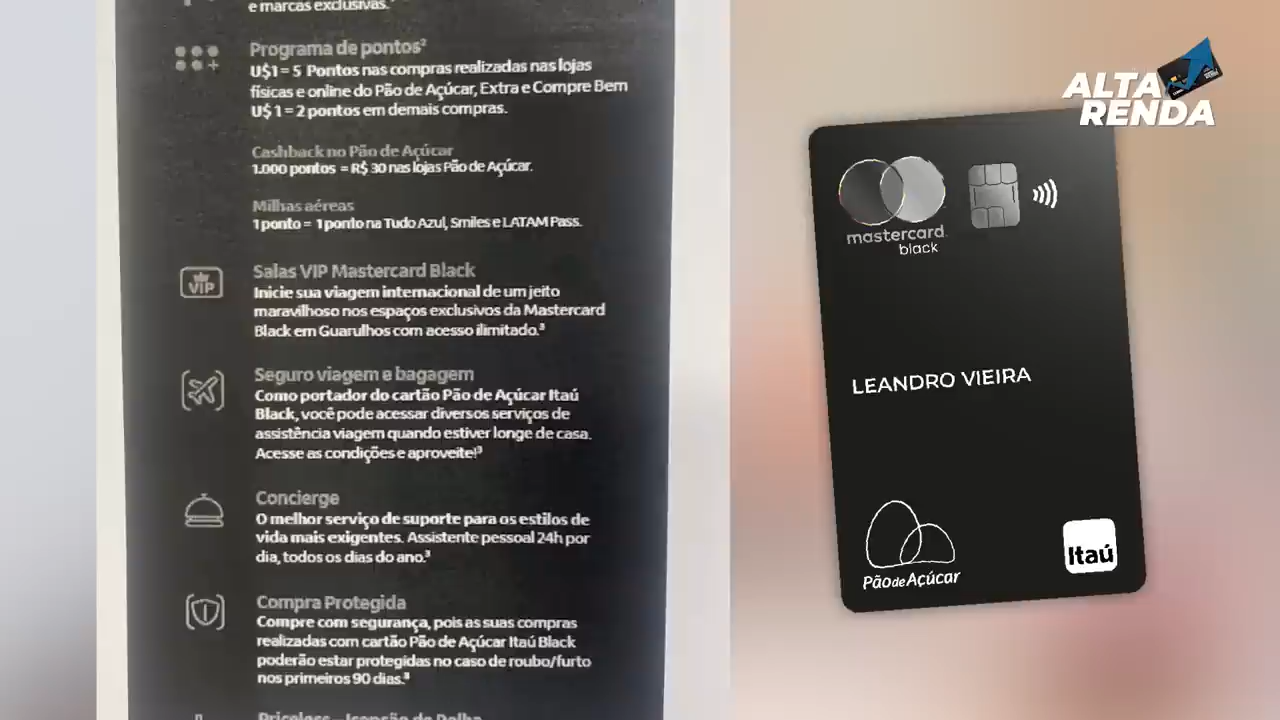 e marcas exclusivas.
Programa de pontos²
U$1 = 5 Pontos nas compras realizadas nas lojas
físicas e online do Pão de Açúcar, Extra e Compre Bem
U$ 1 = 2 pontos em demais compras.
Cashback no Pão de Açúcar
1.000 pontos = R$ 30 nas lojas Pão de Açúcar.
Milhas aéreas
1 ponto = 1 ponto na Tudo Azul, Smiles e LATAM Pass.
VIP
Salas VIP Mastercard Black
Inicie sua viagem internacional de um jeito
maravilhoso nos espaços exclusivos da Mastercard
Black em Guarulhos com acesso ilimitado.³
Seguro viagem e bagagem
Como portador do cartão Pão de Açúcar Itaú
Black, você pode acessar diversos serviços de
assistência viagem quando estiver longe de casa.
Acesse as condições e aproveite!³
Concierge
O melhor serviço de suporte para os estilos de
vida mais exigentes. Assistente pessoal 24h por
dia, todos os dias do ano.³
Compra Protegida
Compre com segurança, pois as suas compras
realizadas com cartão Pão de Açúcar Itaú Black
poderão estar protegidas no caso de roubo/furto
nos primeiros 90 dias.³
Priceless - Isenção de Rolha
ALTA
RENDA
mastercard
black
LEANDRO VIEIRA
PãodeAçúcar
Itaú